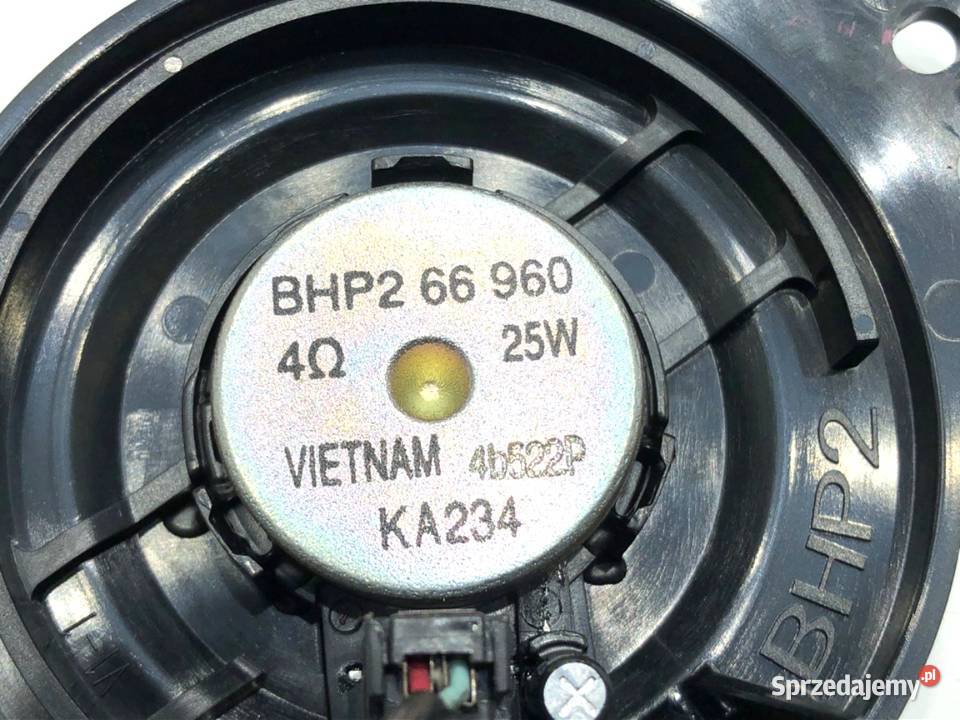 BHP2 66 960
4Ω 25W
VIETNAM 4b522P
KA234
BHP2
Sprzedajemy.pl